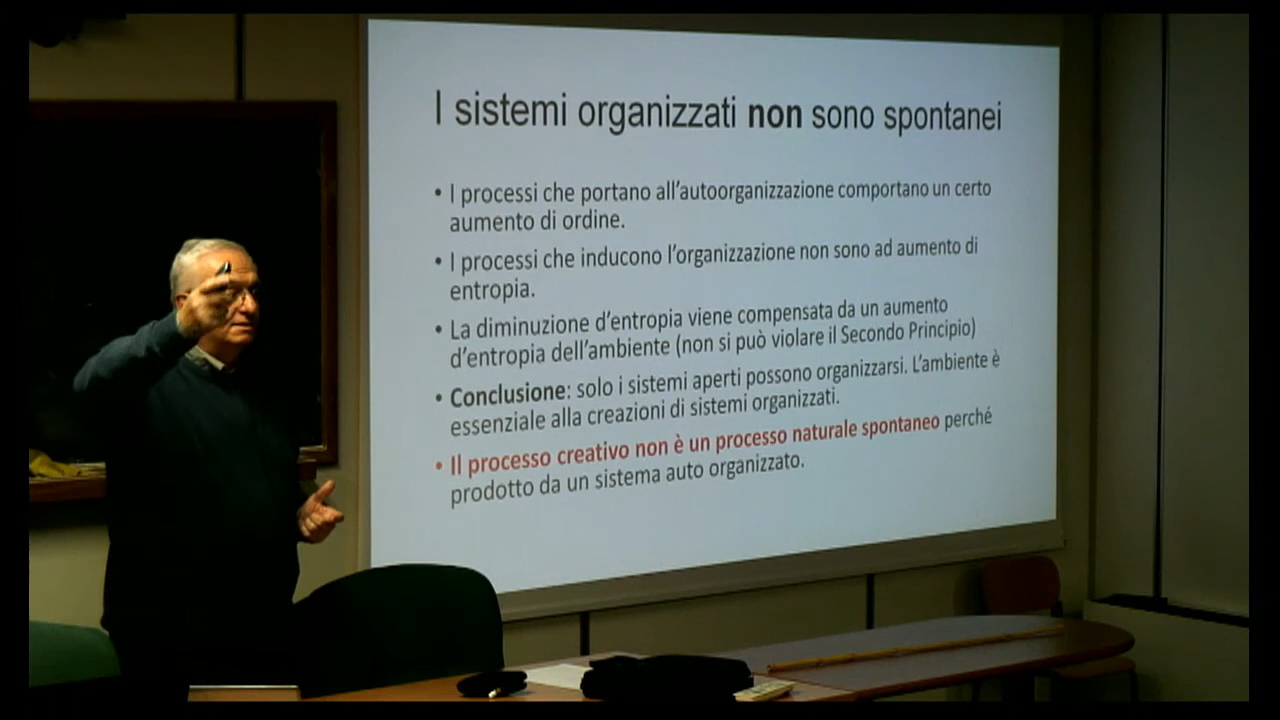 I sistemi organizzati non sono spontanei
• I processi che portano all'autoorganizzazione comportano un certo
aumento di ordine.
• I processi che inducono l'organizzazione non sono ad aumento di
entropia.
• La diminuzione d'entropia viene compensata da un aumento
d'entropia dell'ambiente (non si può violare il Secondo Principio)
• Conclusione: solo i sistemi aperti possono organizzarsi. L'ambiente è
essenziale alla creazioni di sistemi organizzati.
• Il processo creativo non è un processo naturale spontaneo perché
prodotto da un sistema auto organizzato.